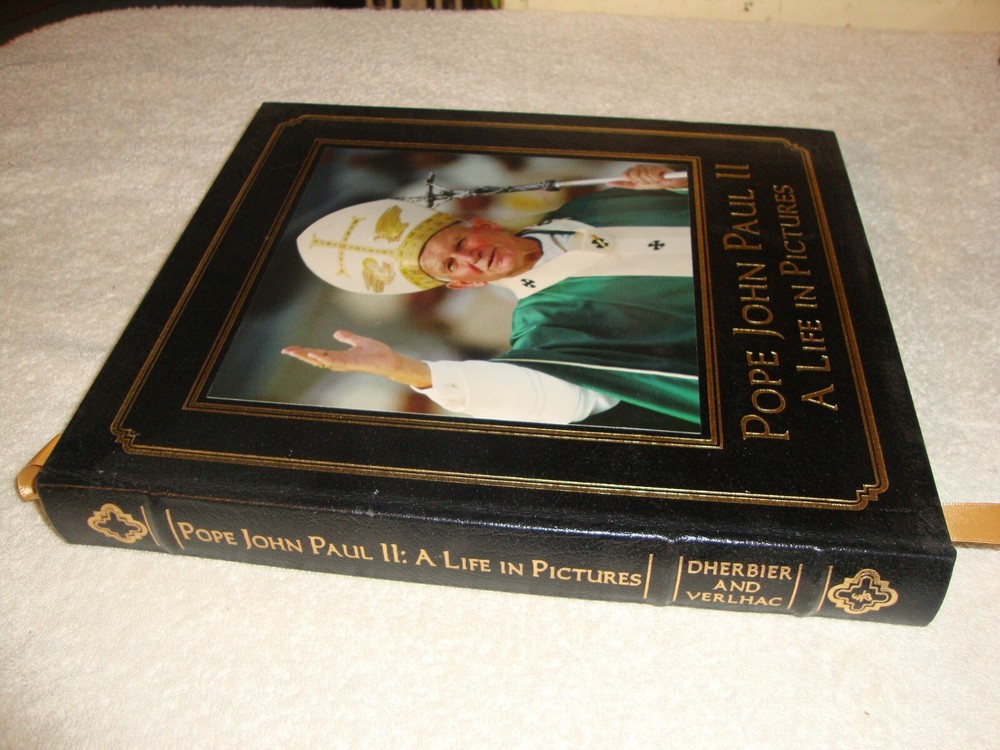 POPE JOHN PAUL II
A LIFE IN PICTURES
POPE JOHN PAUL II: A LIFE IN PICTURES
DHERBIER
AND
VERLHAC